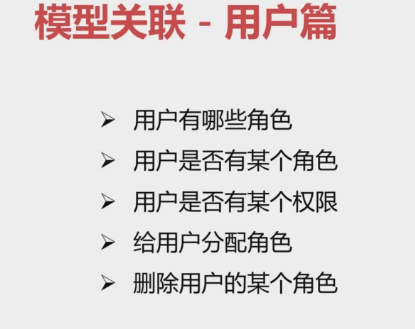 模型关联 - 用户篇
➢ 用户有哪些角色
➢ 用户是否有某个角色
➢ 用户是否有某个权限
➢ 给用户分配角色
➢ 删除用户的某个角色